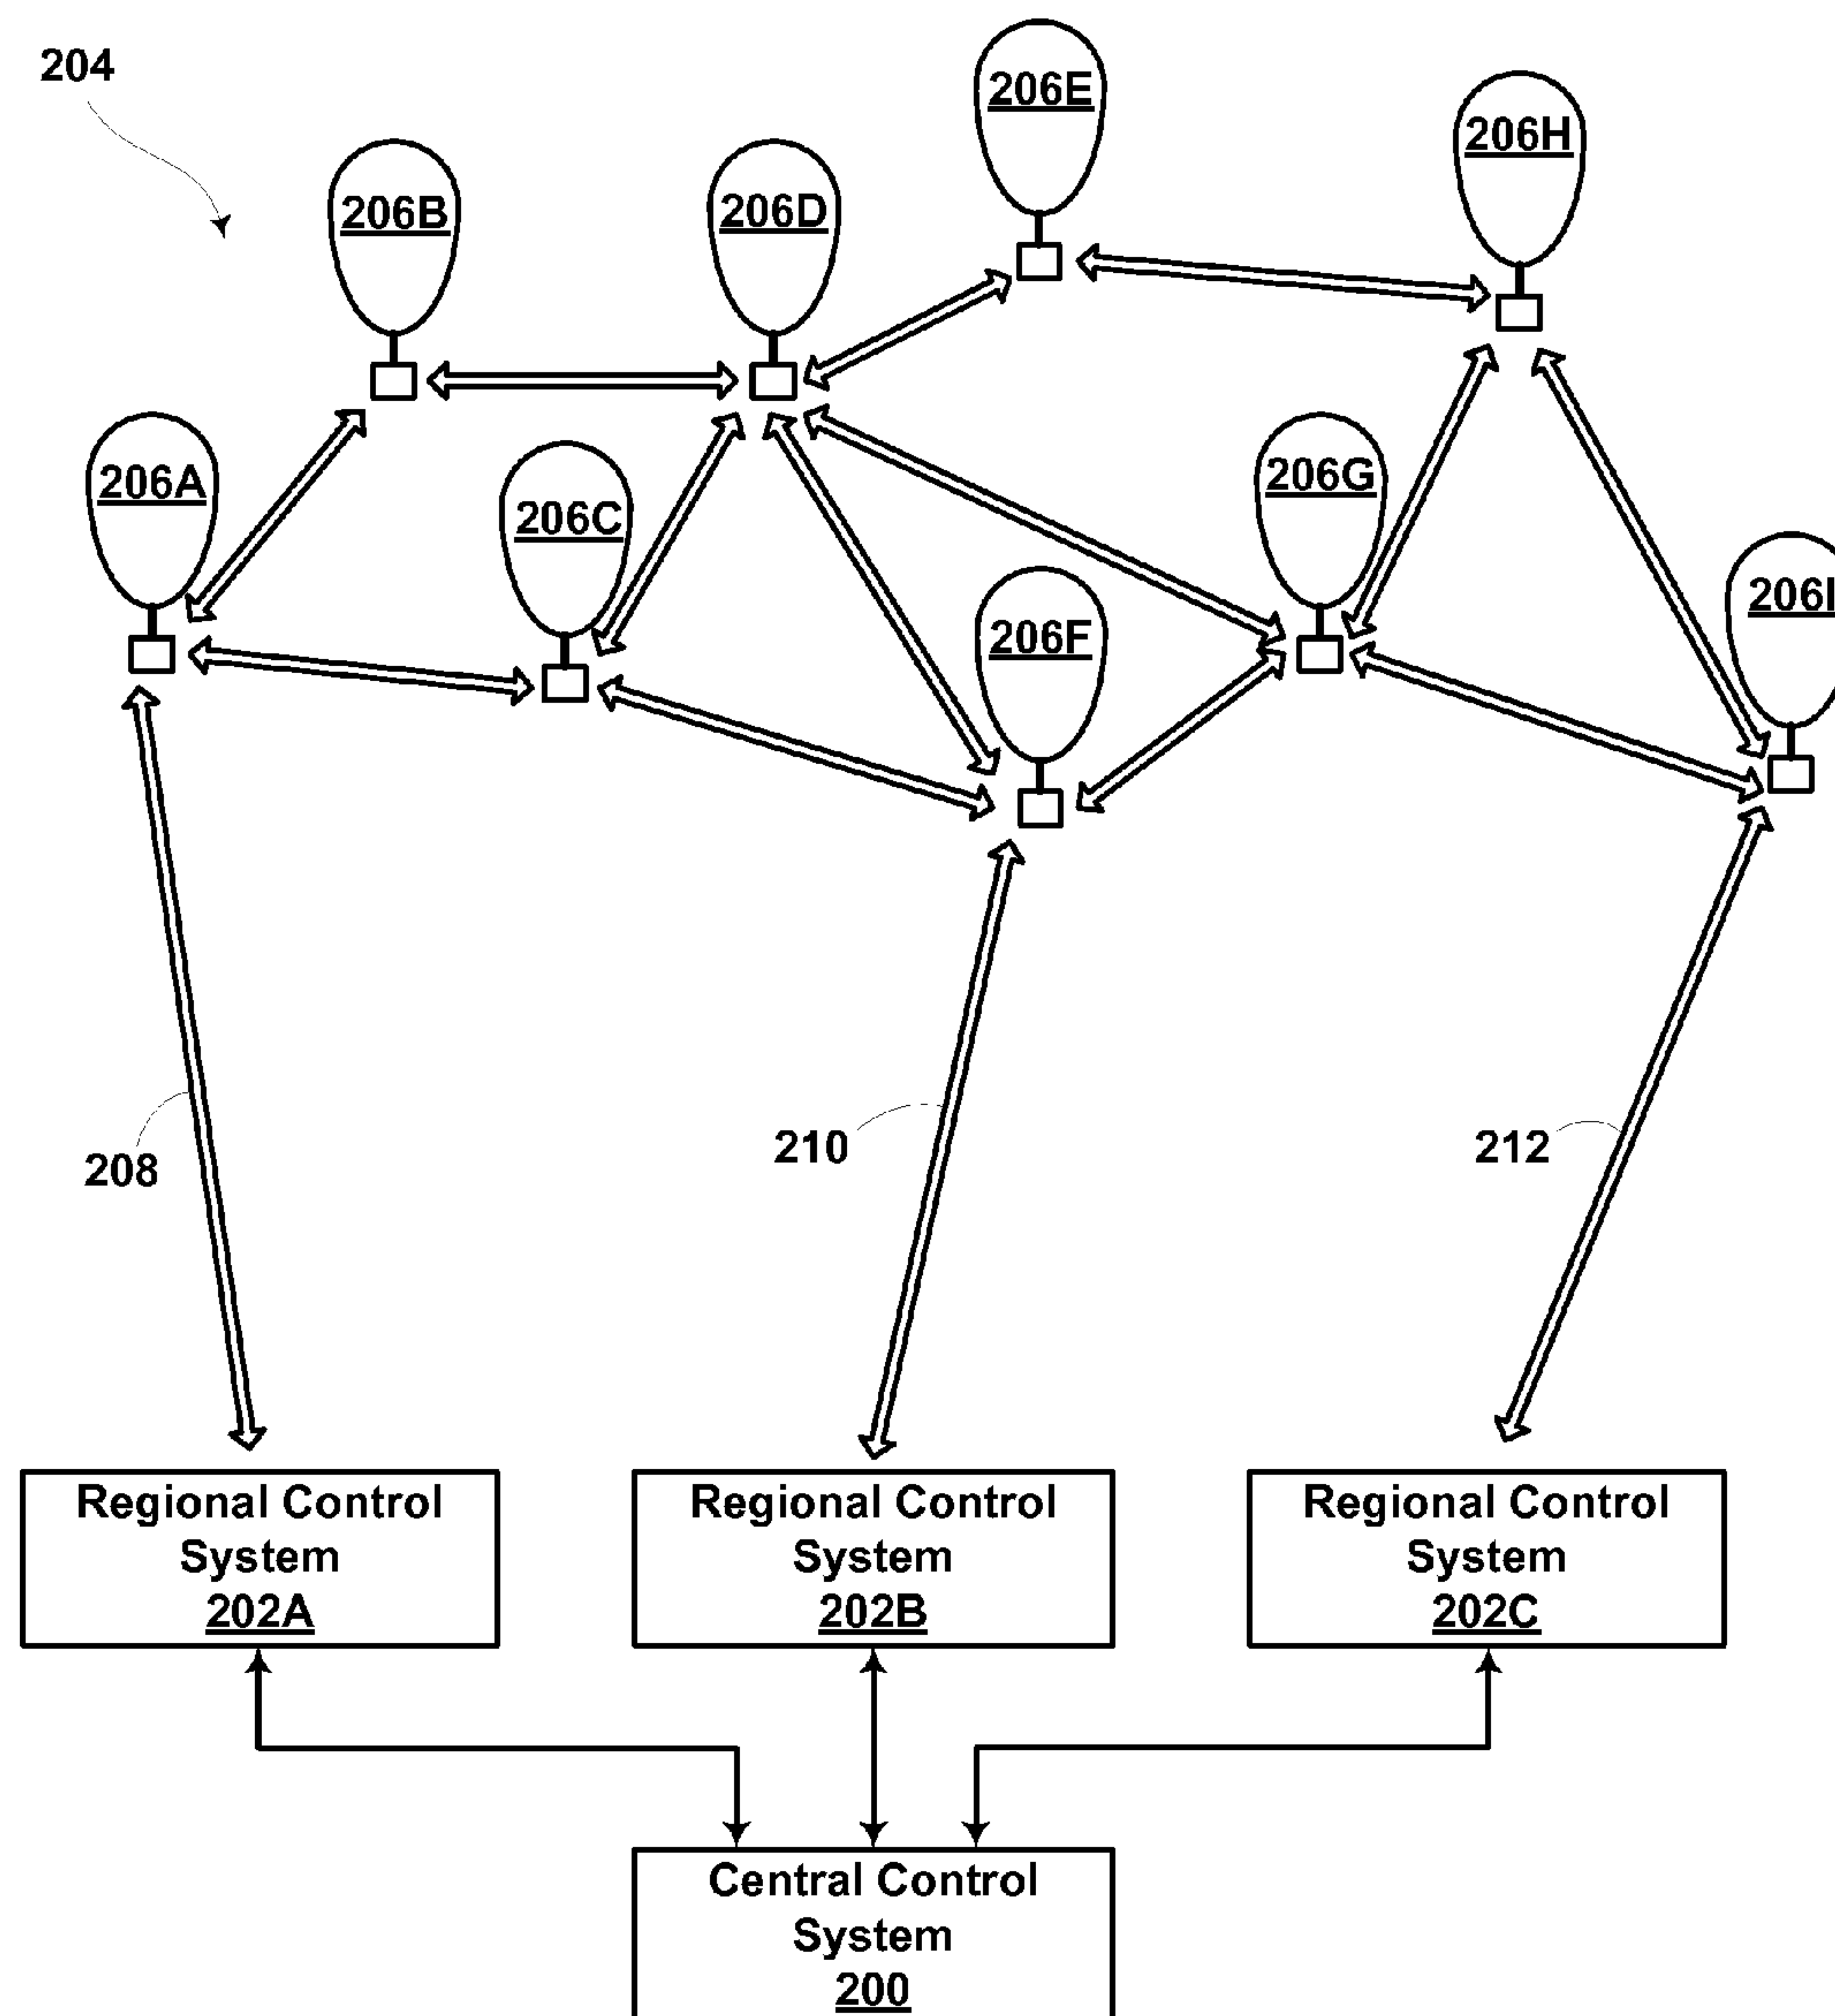 204
206E
206H
206B
206D
206A
206C
206G
206F
206I
208
210
212
Regional Control
System
202A
Regional Control
System
202B
Regional Control
System
202C
Central Control
System
200